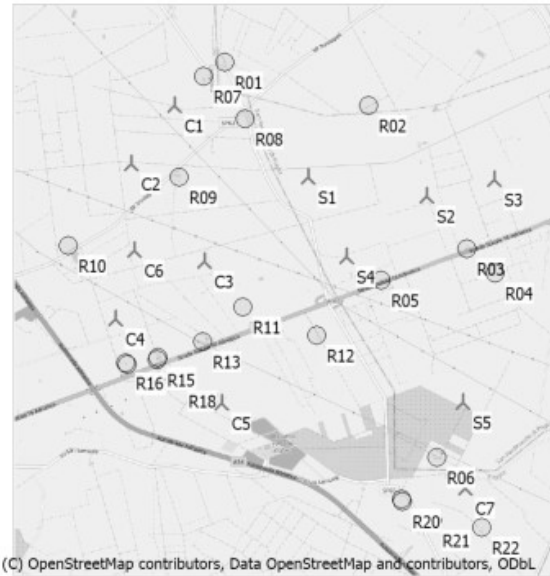 R01
R07
R02
C1
R08
C2
R09
S1
S2
S3
R10
C6
C3
S4
R03
R04
R05
R11
R12
C4
R13
R15
R16
R18
C5
S5
R06
C7
R20
R21
R22
(C) OpenStreetMap contributors, Data OpenStreetMap and contributors, ODbL